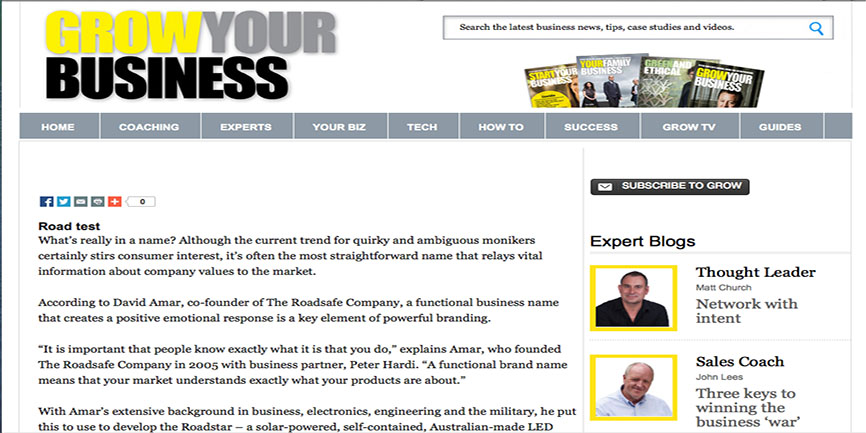 GROWYOUR
BUSINESS
Search the latest business news, tips, case studies and videos.
START YOUR
BUSINESS
YOUR FAMILY
BUSINESS
GREEN AND
ETHICAL
GROW YOUR
BUSINESS
HOME
COACHING
EXPERTS
YOUR BIZ
TECH
HOW TO
SUCCESS
GROW TV
GUIDES
0
Road test
What's really in a name? Although the current trend for quirky and ambiguous monikers
certainly stirs consumer interest, it's often the most straightforward name that relays vital
information about company values to the market.
According to David Amar, co-founder of The Roadsafe Company, a functional business name
that creates a positive emotional response is a key element of powerful branding.
“It is important that people know exactly what it is that you do,” explains Amar, who founded
The Roadsafe Company in 2005 with business partner, Peter Hardi. “A functional brand name
means that your market understands exactly what your products are about.”
With Amar's extensive background in business, electronics, engineering and the military, he put
this to use to develop the Roadstar – a solar-powered, self-contained, Australian-made LED
SUBSCRIBE TO GROW
Expert Blogs
Thought Leader
Matt Church
Network with
intent
Sales Coach
John Lees
Three keys to
winning the
business ‘war’